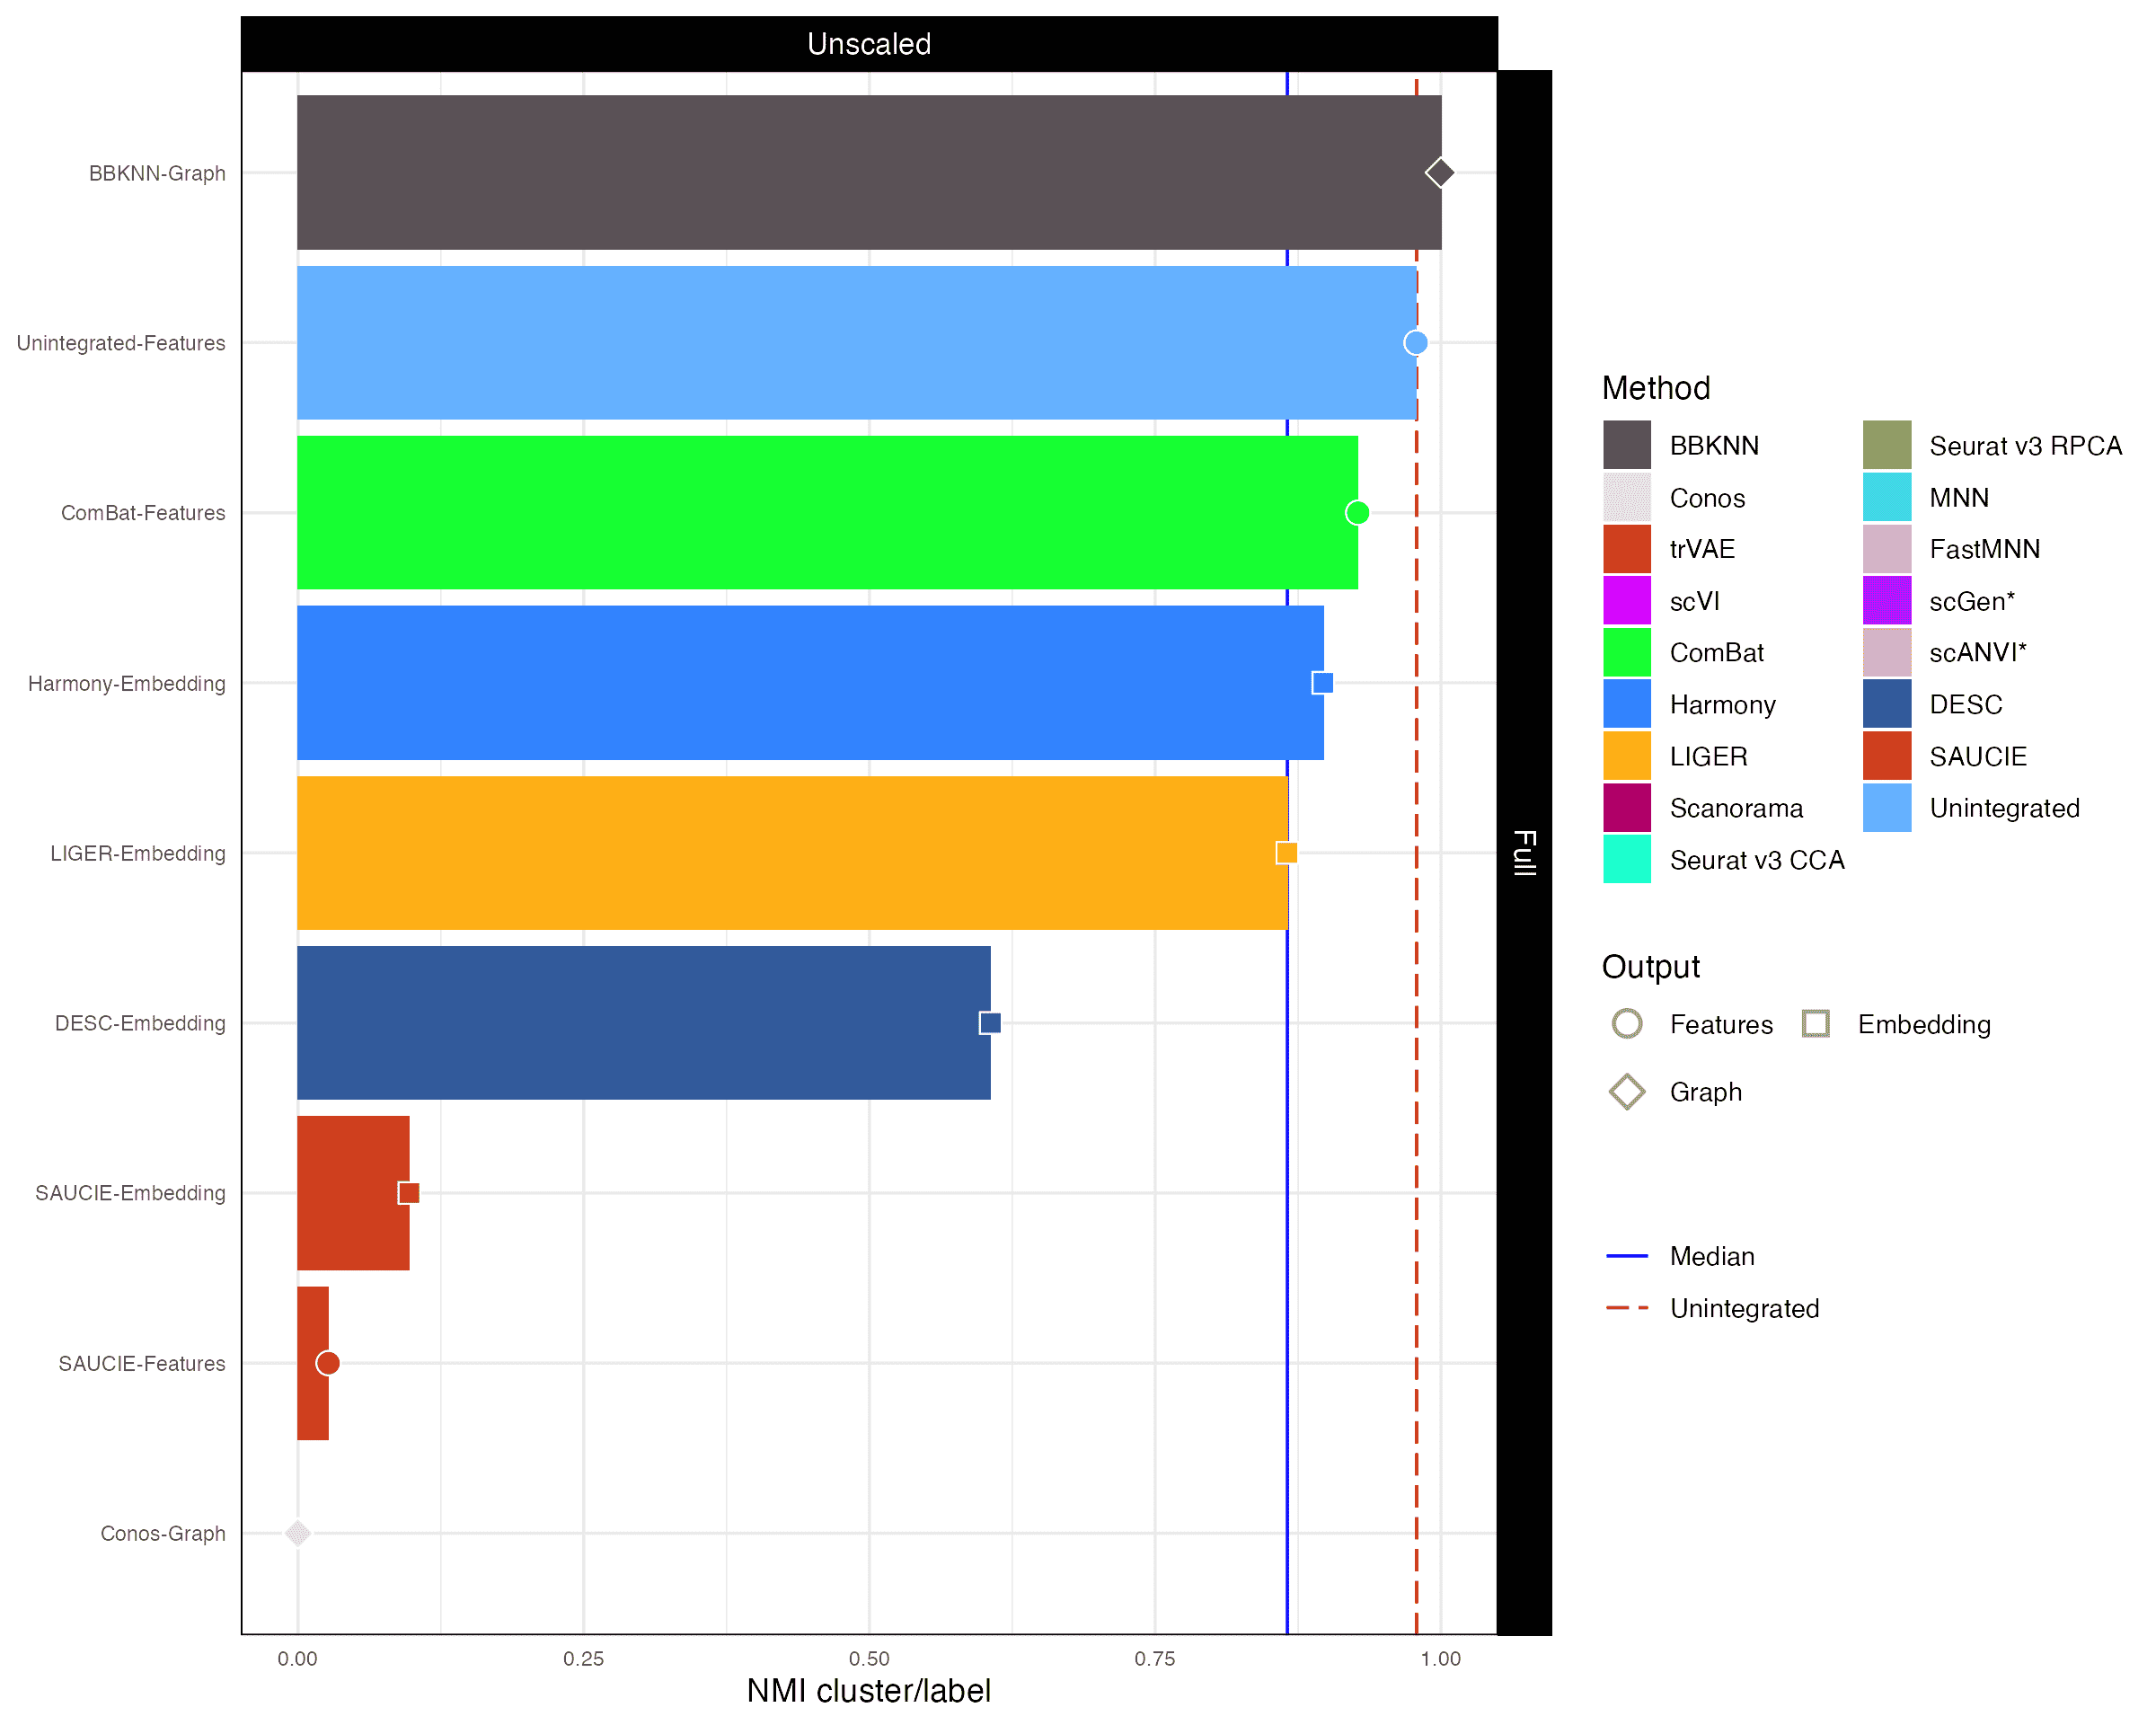 Unscaled
BBKNN-Graph
Unintegrated-Features
ComBat-Features
Harmony-Embedding
LIGER-Embedding
DESC-Embedding
SAUCIE-Embedding
SAUCIE-Features
Conos-Graph
0.00 0.25 0.50 0.75 1.00
NMI cluster/label
Full
Method
BBKNN Seurat v3 RPCA
Conos MNN
trVAE FastMNN
scVI scGen*
ComBat scANVI*
Harmony DESC
LIGER SAUCIE
Scanorama Unintegrated
Seurat v3 CCA
Output
Features Embedding
Graph
Median
Unintegrated